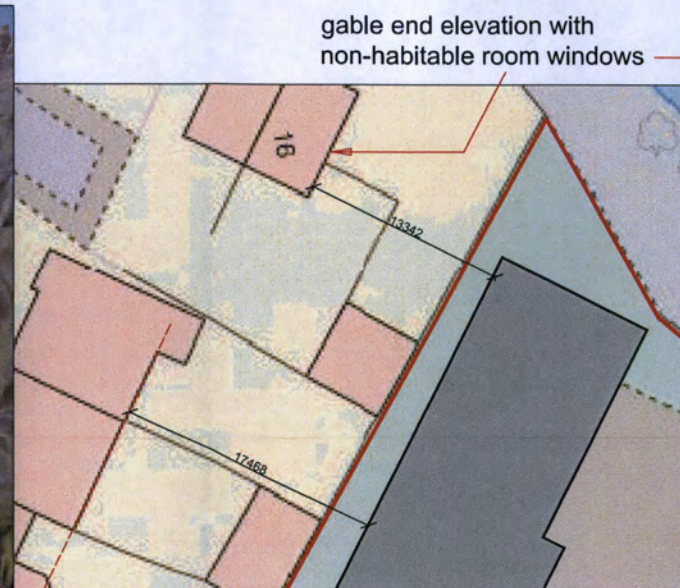 gable end elevation with
non-habitable room windows
16
13342
17468